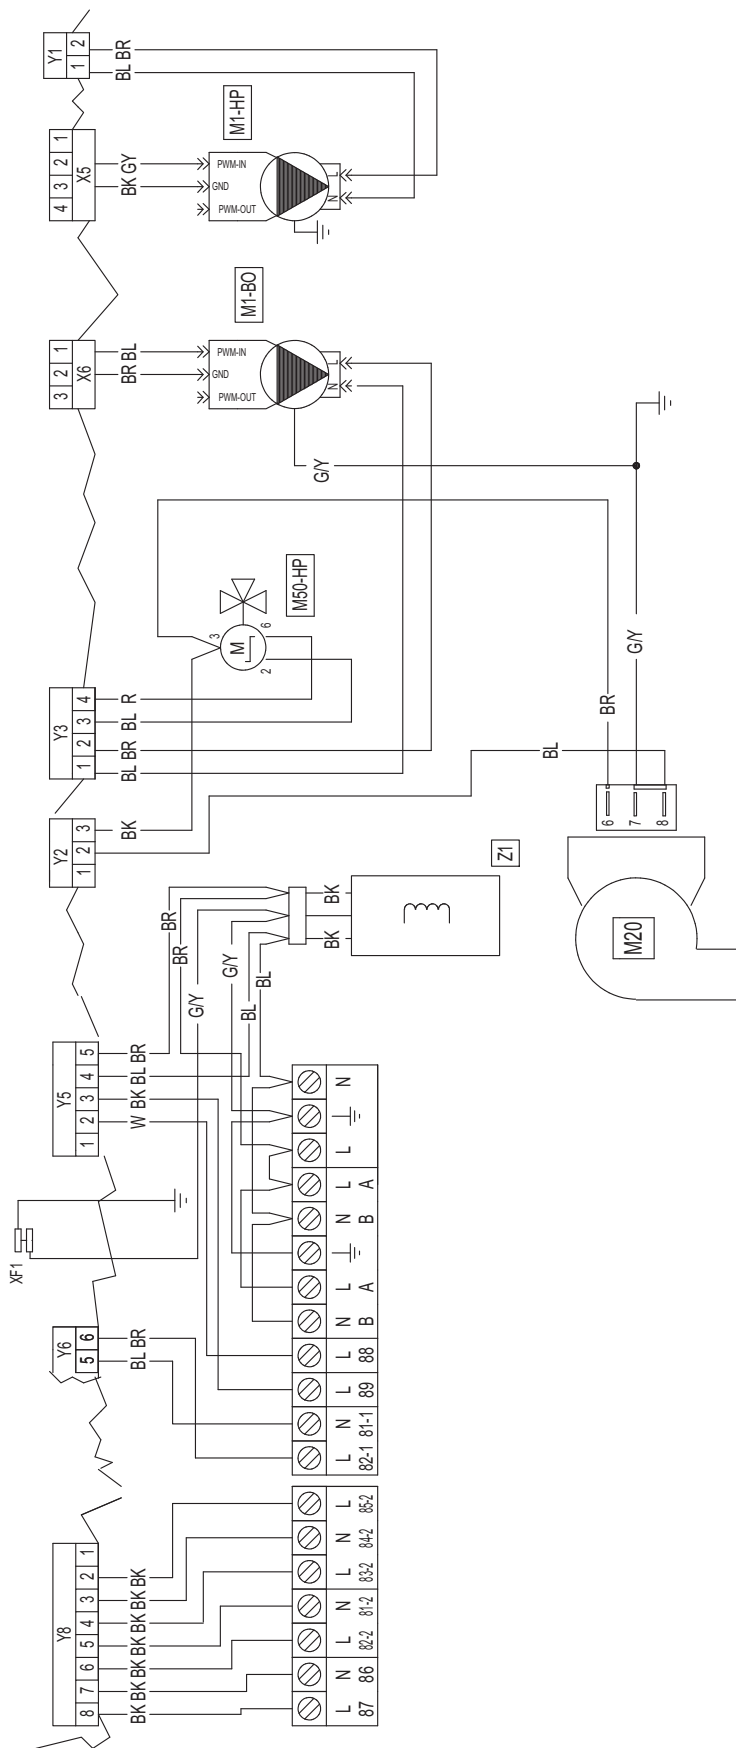 Y1
1 2
BL BR
M1-HP
X5
4 3 2 1
BK GY
PWM-IN
GND
PWM-OUT
L
N
M1-BO
X6
3 2 1
BR BL
PWM-IN
GND
PWM-OUT
L
N
G/Y
M50-HP
M
3
6
2
Y3
1 2 3 4
BL BR BL R
G/Y
BR
BL
Y2
1 2 3
BK
6
7
8
M20
Z1
BK
BK
BR
BR
G/Y
G/Y
BL
BL
Y5
1 2 3 4 5
W BK BL BR
XF1
Y6
5 6
BL BR
L N L L N L N L L N
82-1 81-1 89 88 B A B A
Y8
8 7 6 5 4 3 2 1
BK BK BK BK BK BK BK
L N L N L N L
87 86 82-2 81-2 83-2 84-2 85-2